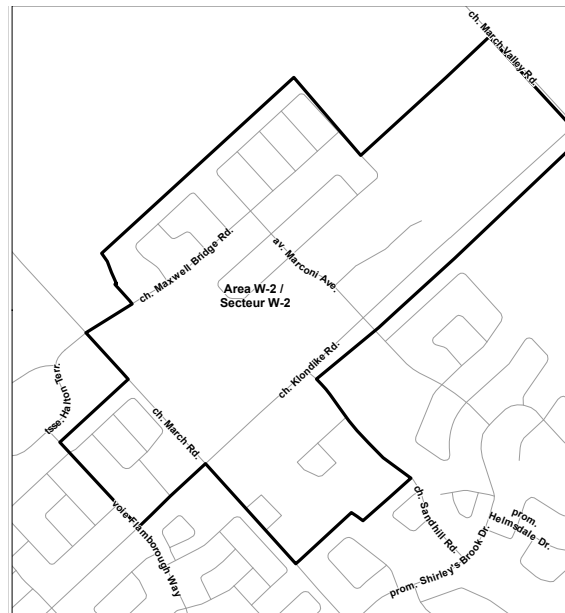 ch. March Valley Rd.
ch. Maxwell Bridge Rd.
av. Marconi Ave.
Area W-2 /
Secteur W-2
ch. Klondike Rd.
tsse. Halton Terr.
ch. March Rd.
voie Flamborough Way
ch. Sandhill Rd.
prom.
Helmsdale Dr.
prom. Shirley's Brook Dr.